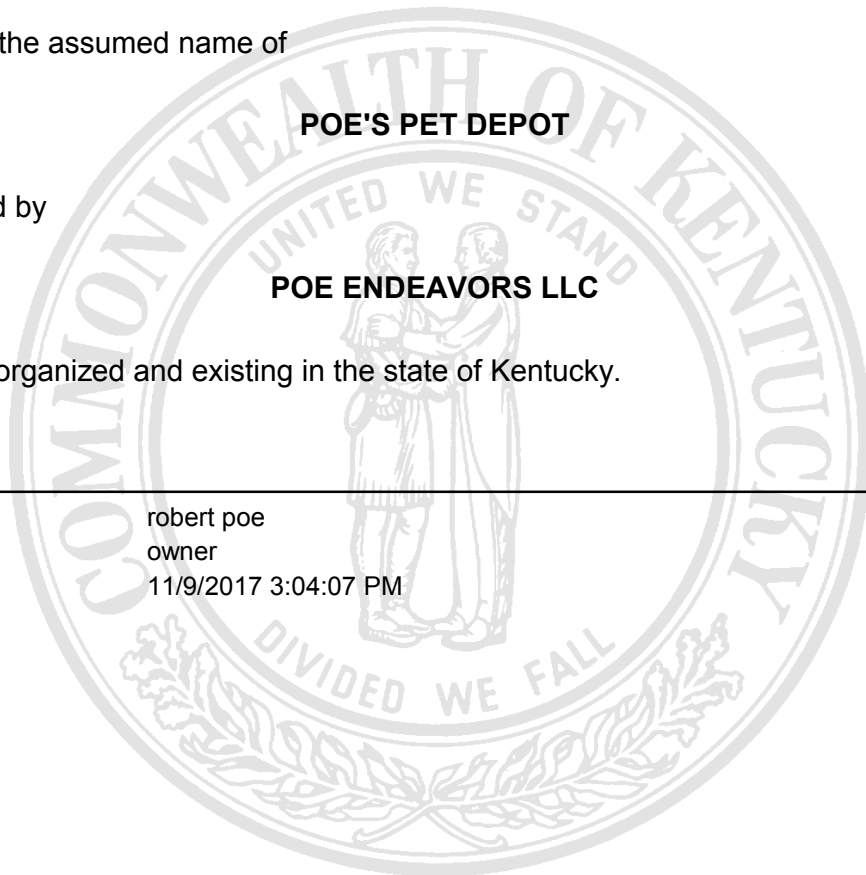 the assumed name of
POE'S PET DEPOT
d by
POE ENDEAVORS LLC
organized and existing in the state of Kentucky.
robert poe
owner
11/9/2017 3:04:07 PM
COMMONWEALTH OF KENTUCKY
UNITED WE STAND
DIVIDED WE FALL